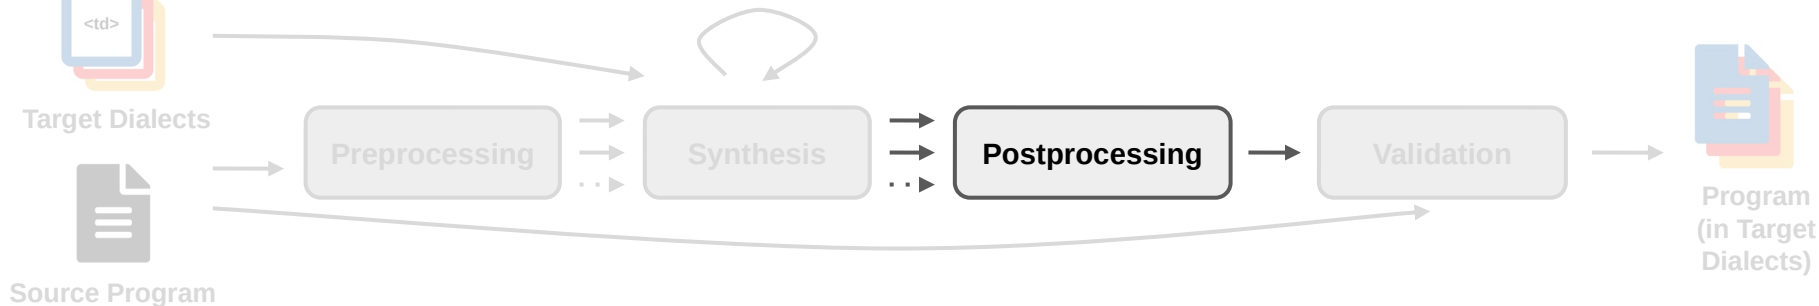 <td>
Target Dialects
Preprocessing
Synthesis
Postprocessing
Validation
Source Program
Program
(in Target
Dialects)